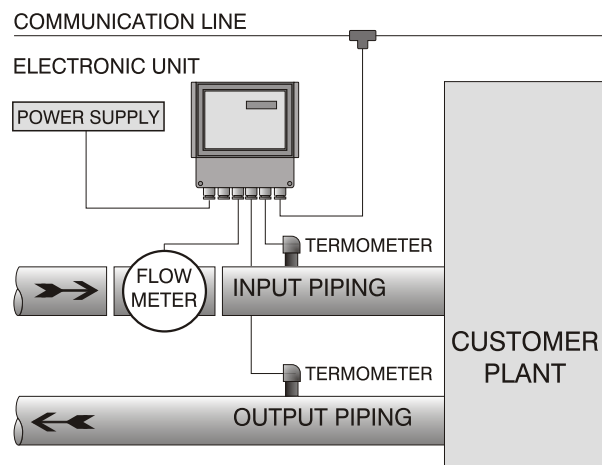 COMMUNICATION LINE
ELECTRONIC UNIT
POWER SUPPLY
TERMOMETER
FLOW
METER
INPUT PIPING
CUSTOMER
PLANT
TERMOMETER
OUTPUT PIPING